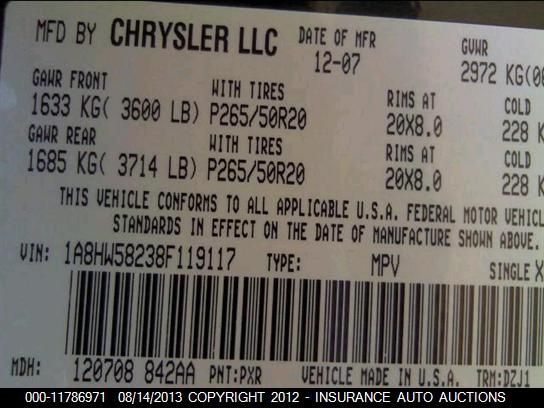 MFD BY CHRYSLER LLC DATE OF MFR GVWR
12-07 2972 KG(
GAWR FRONT WITH TIRES RIMS AT COLD
1633 KG( 3600 LB) P265/50R20 20X8.0 228 K
GAWR REAR WITH TIRES RIMS AT COLD
1685 KG( 3714 LB) P265/50R20 20X8.0 228 K
THIS VEHICLE CONFORMS TO ALL APPLICABLE U.S.A. FEDERAL MOTOR VEHICL
STANDARDS IN EFFECT ON THE DATE OF MANUFACTURE SHOWN ABOVE.
VIN: 1A8HW58238F119117 TYPE: MPV SINGLE X
MDH: 120708 842AA PNT:PXR VEHICLE MADE IN U.S.A. TRM:DZJ1
000-11786971 08/14/2013 COPYRIGHT 2012 - INSURANCE AUTO AUCTIONS